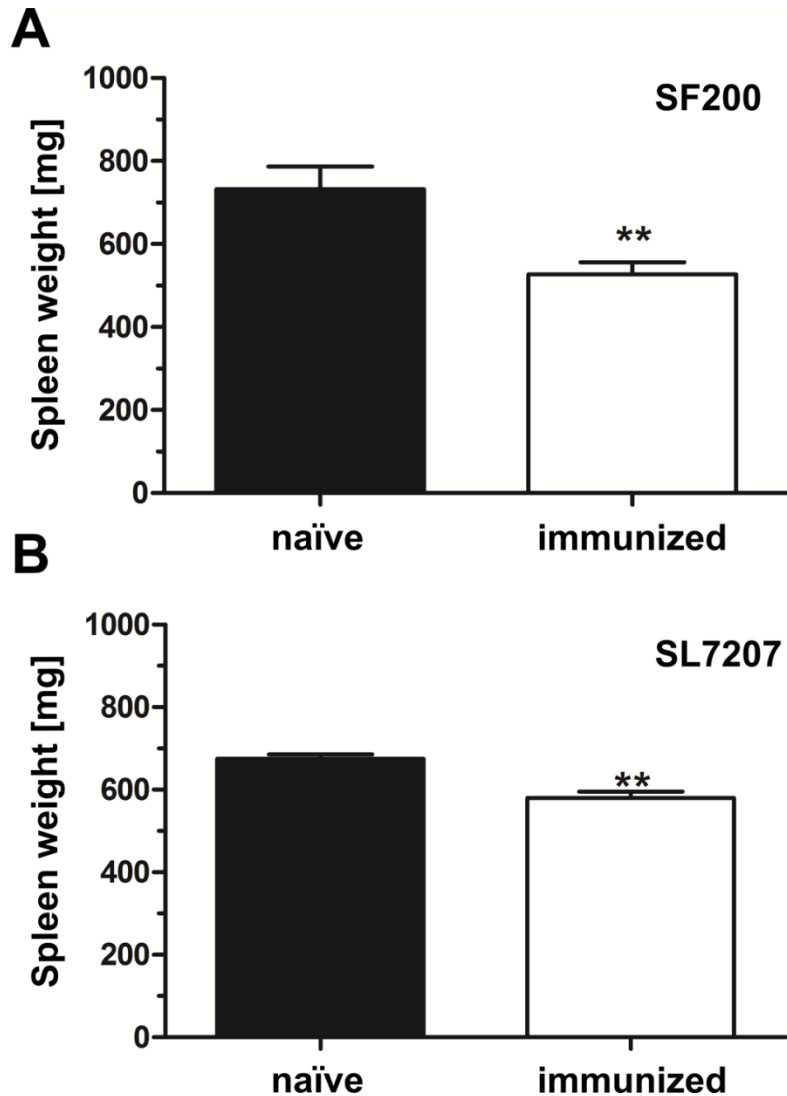 A
SF200
Spleen weight [mg]
1000
800
600
400
200
0
**
naïve
immunized
B
SL7207
Spleen weight [mg]
1000
800
600
400
200
0
**
naïve
immunized